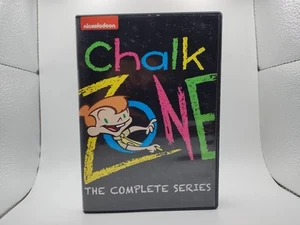 nickelodeon
Chalk
ZONE
THE COMPLETE SERIES